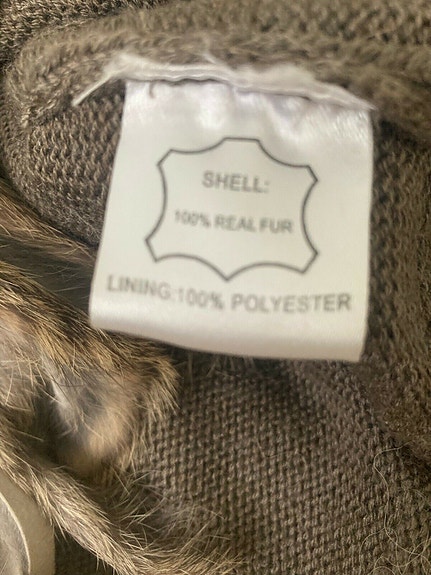 SHELL:
100% REAL FUR
LINING:100% POLYESTER